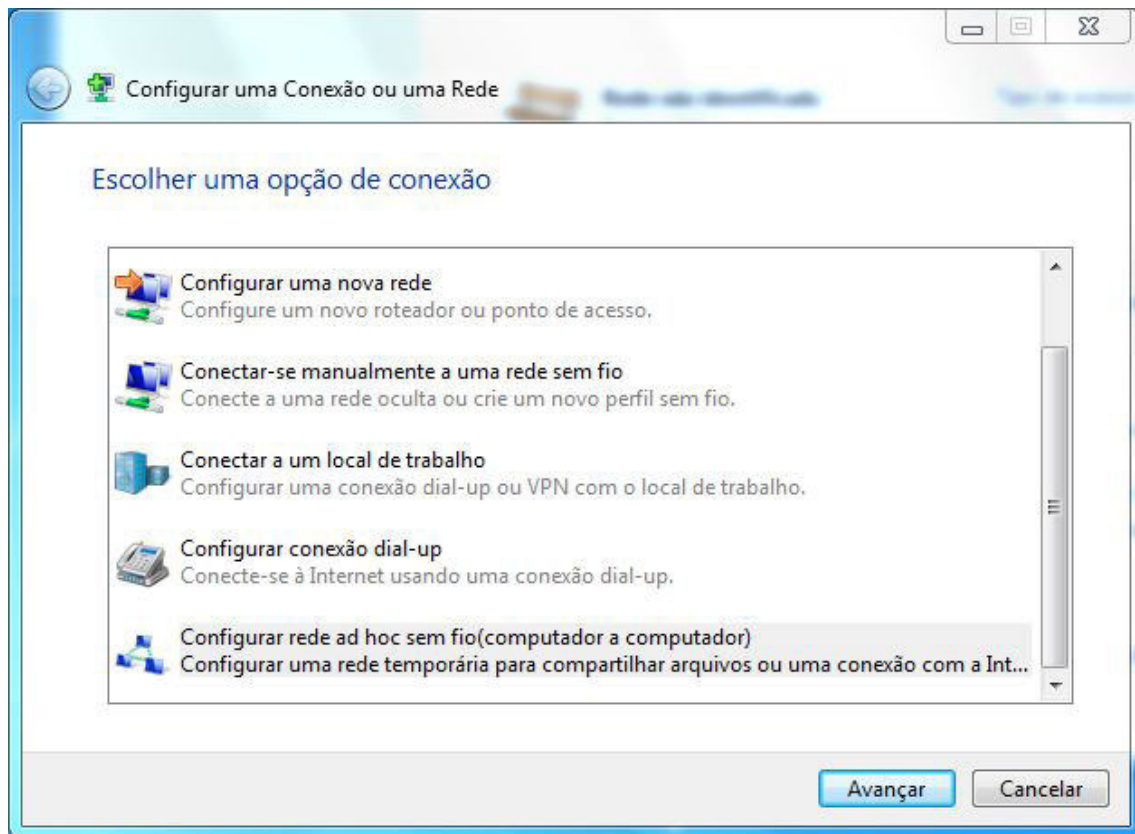 Configurar uma Conexão ou uma Rede
Escolher uma opção de conexão
Configurar uma nova rede
Configure um novo roteador ou ponto de acesso.
Conectar-se manualmente a uma rede sem fio
Conecte a uma rede oculta ou crie um novo perfil sem fio.
Conectar a um local de trabalho
Configurar uma conexão dial-up ou VPN com o local de trabalho.
Configurar conexão dial-up
Conecte-se à Internet usando uma conexão dial-up.
Configurar rede ad hoc sem fio(computador a computador)
Configurar uma rede temporária para compartilhar arquivos ou uma conexão com a Int...
Avançar
Cancelar